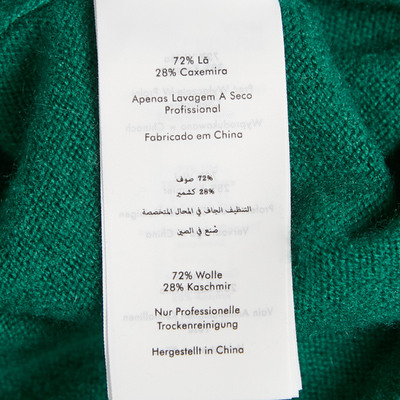 72% Lã
28% Caxemira
Apenas Lavagem A Seco
Profissional
Fabricado em China
72% صوف
28% كشمير
التنظيف الجاف في المحال المتخصصة
صُنع في الصين
72% Wolle
28% Kaschmir
Nur Professionelle
Trockenreinigung
Hergestellt in China